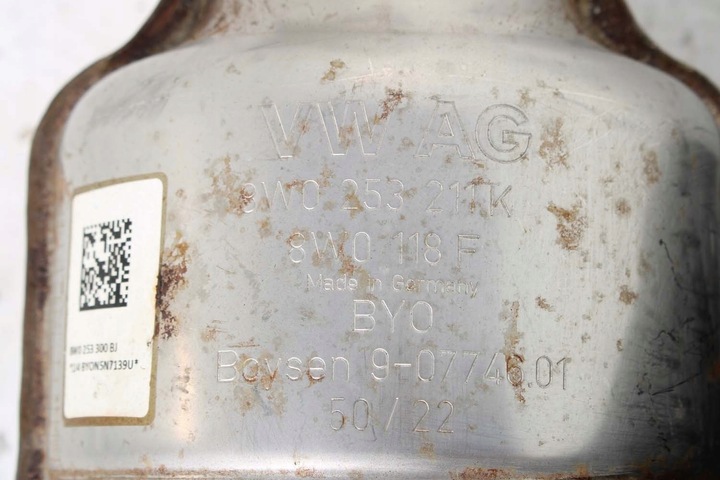 VW AG
8W0 253 211 K
8W0 118 F
Made in Germany
BYO
Boysen 9-07746.01
50/22
8W0 253 300 BJ